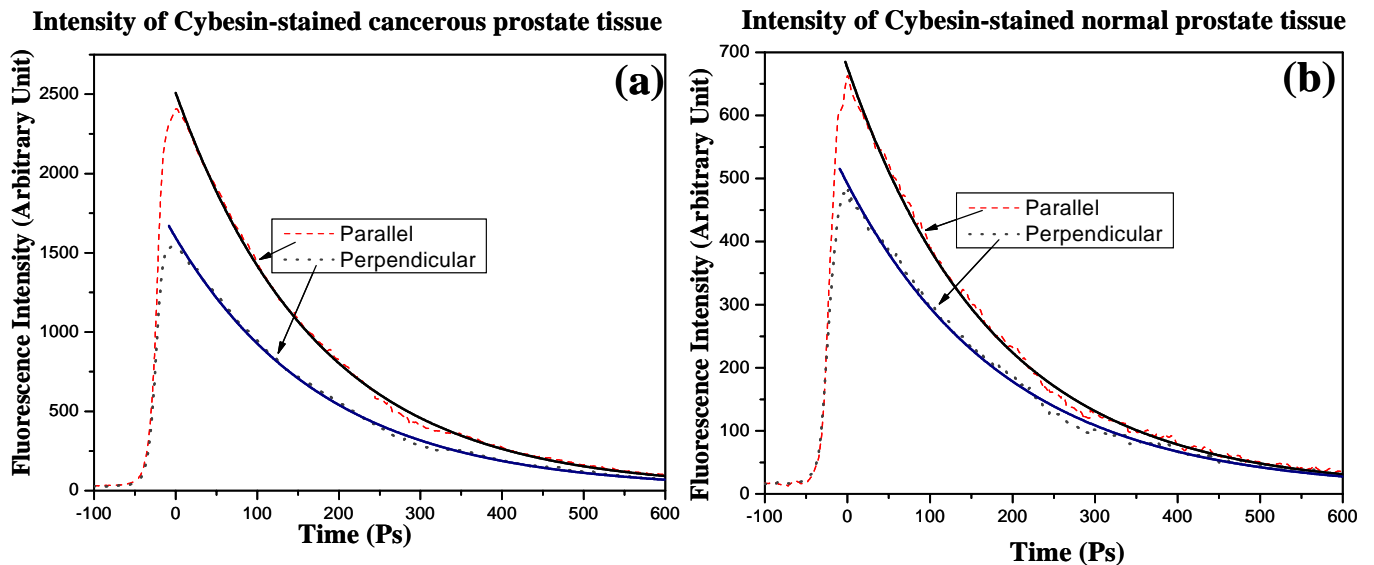 Intensity of Cybesin-stained cancerous prostate tissue
(a)
Fluorescence Intensity (Arbitrary Unit)
2500
2000
1500
1000
500
0
Parallel
Perpendicular
-100 0 100 200 300 400 500 600
Time (Ps)
Intensity of Cybesin-stained normal prostate tissue
(b)
Fluorescence Intensity (Arbitrary Unit)
700
600
500
400
300
200
100
0
Parallel
Perpendicular
-100 0 100 200 300 400 500 600
Time (Ps)